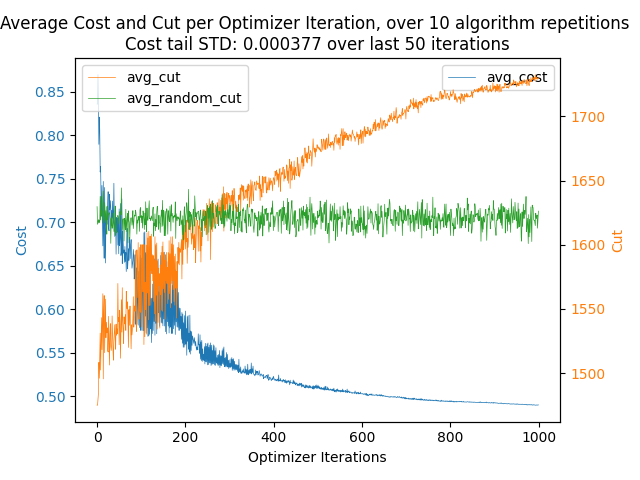 Average Cost and Cut per Optimizer Iteration, over 10 algorithm repetitions
Cost tail STD: 0.000377 over last 50 iterations
avg_cut
avg_random_cut
avg_cost
0.85
0.80
0.75
0.70
0.65
0.60
0.55
0.50
Cost
1700
1650
1600
1550
1500
Cut
0
200
400
600
800
1000
Optimizer Iterations